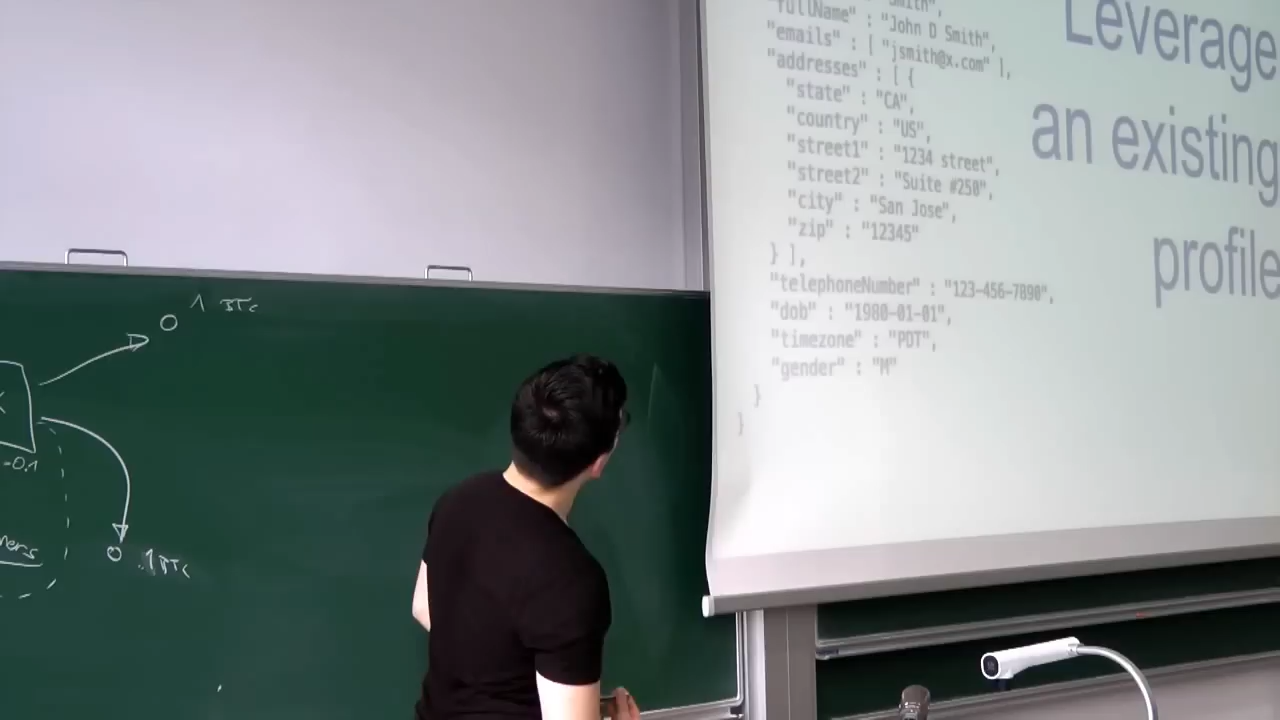 1 BTC
-0.1
.1BTC
Smith",
"fullName" : "John D Smith",
"emails" : [ "jsmith@x.com" ],
"addresses" : [ {
"state" : "CA",
"country" : "US",
"street1" : "1234 street",
"street2" : "Suite #250",
"city" : "San Jose",
"zip" : "12345"
} ],
"telephoneNumber" : "123-456-7890",
"dob" : "1980-01-01",
"timezone" : "PDT",
"gender" : "M"
}
}
Leverage
an existing
profile